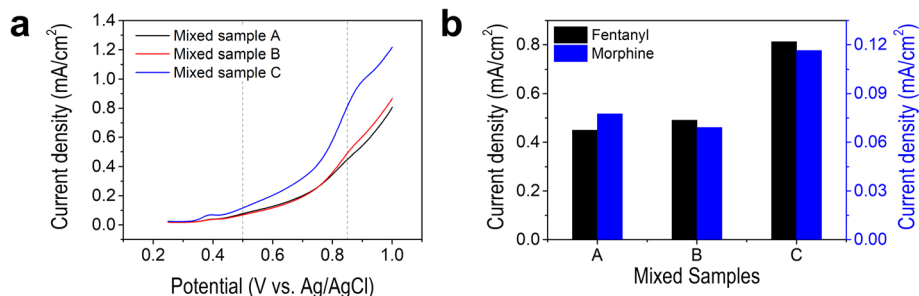 a
Current density (mA/cm²)
1.4
1.2
1.0
0.8
0.6
0.4
0.2
0.0
Mixed sample A
Mixed sample B
Mixed sample C
0.2 0.4 0.6 0.8 1.0
Potential (V vs. Ag/AgCl)
b
Current density (mA/cm²)
0.8
0.6
0.4
0.2
0.0
Fentanyl
Morphine
A B C
Mixed Samples
0.12
0.09
0.06
0.03
0.00
Current density (mA/cm²)